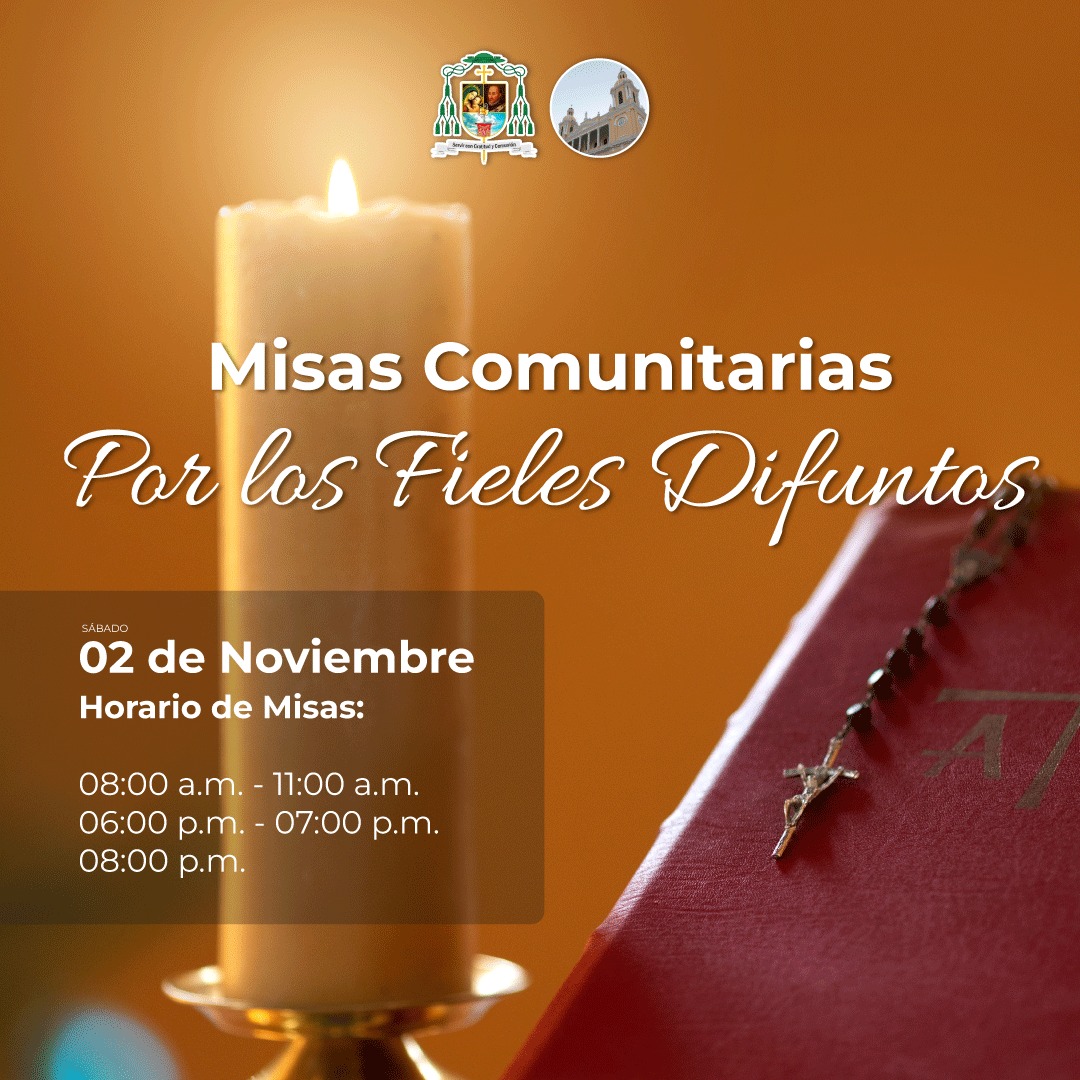 Servir con Gratitud y Comunión
Misas Comunitarias
Por los Fieles Difuntos
SÁBADO
02 de Noviembre
Horario de Misas:
08:00 a.m. - 11:00 a.m.
06:00 p.m. - 07:00 p.m.
08:00 p.m.
A